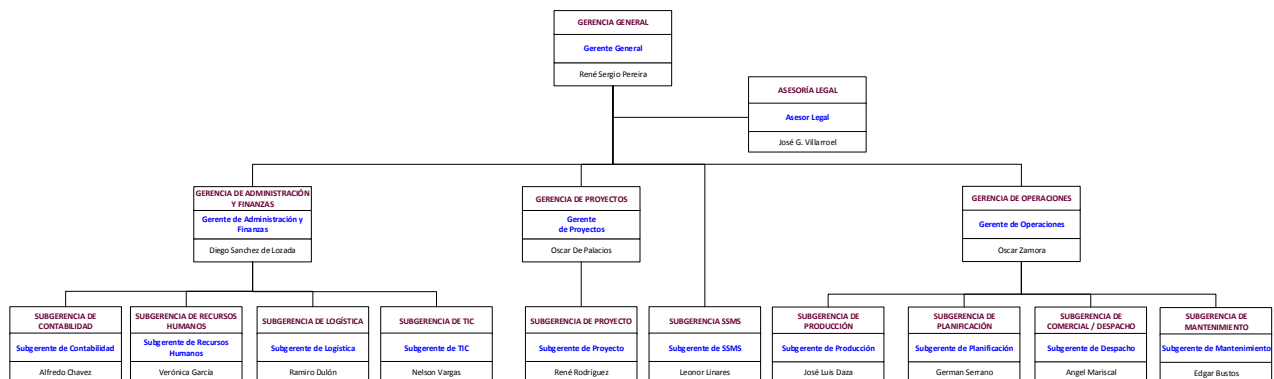 GERENCIA GENERAL
Gerente General
René Sergio Pereira
ASESORÍA LEGAL
Asesor Legal
José G. Villarroel
GERENCIA DE ADMINISTRACIÓN
Y FINANZAS
Gerente de Administración y
Finanzas
Diego Sanchez de Lozada
GERENCIA DE PROYECTOS
Gerente
de Proyectos
Oscar De Palacios
GERENCIA DE OPERACIONES
Gerente de Operaciones
Oscar Zamora
SUBGERENCIA DE
CONTABILIDAD
Subgerente de Contabilidad
Alfredo Chavez
SUBGERENCIA DE RECURSOS
HUMANOS
Subgerente de Recursos
Humanos
Verónica García
SUBGERENCIA DE LOGÍSTICA
Subgerente de Logística
Ramiro Dulón
SUBGERENCIA DE TIC
Subgerente de TIC
Nelson Vargas
SUBGERENCIA DE PROYECTO
Subgerente de Proyecto
René Rodríguez
SUBGERENCIA SSMS
Subgerente de SSMS
Leonor Linares
SUBGERENCIA DE
PRODUCCIÓN
Subgerente de Producción
José Luis Daza
SUBGERENCIA DE
PLANIFICACIÓN
Subgerente de Planificación
German Serrano
SUBGERENCIA DE
COMERCIAL / DESPACHO
Subgerente de Despacho
Angel Mariscal
SUBGERENCIA DE
MANTENIMIENTO
Subgerente de Mantenimiento
Edgar Bustos